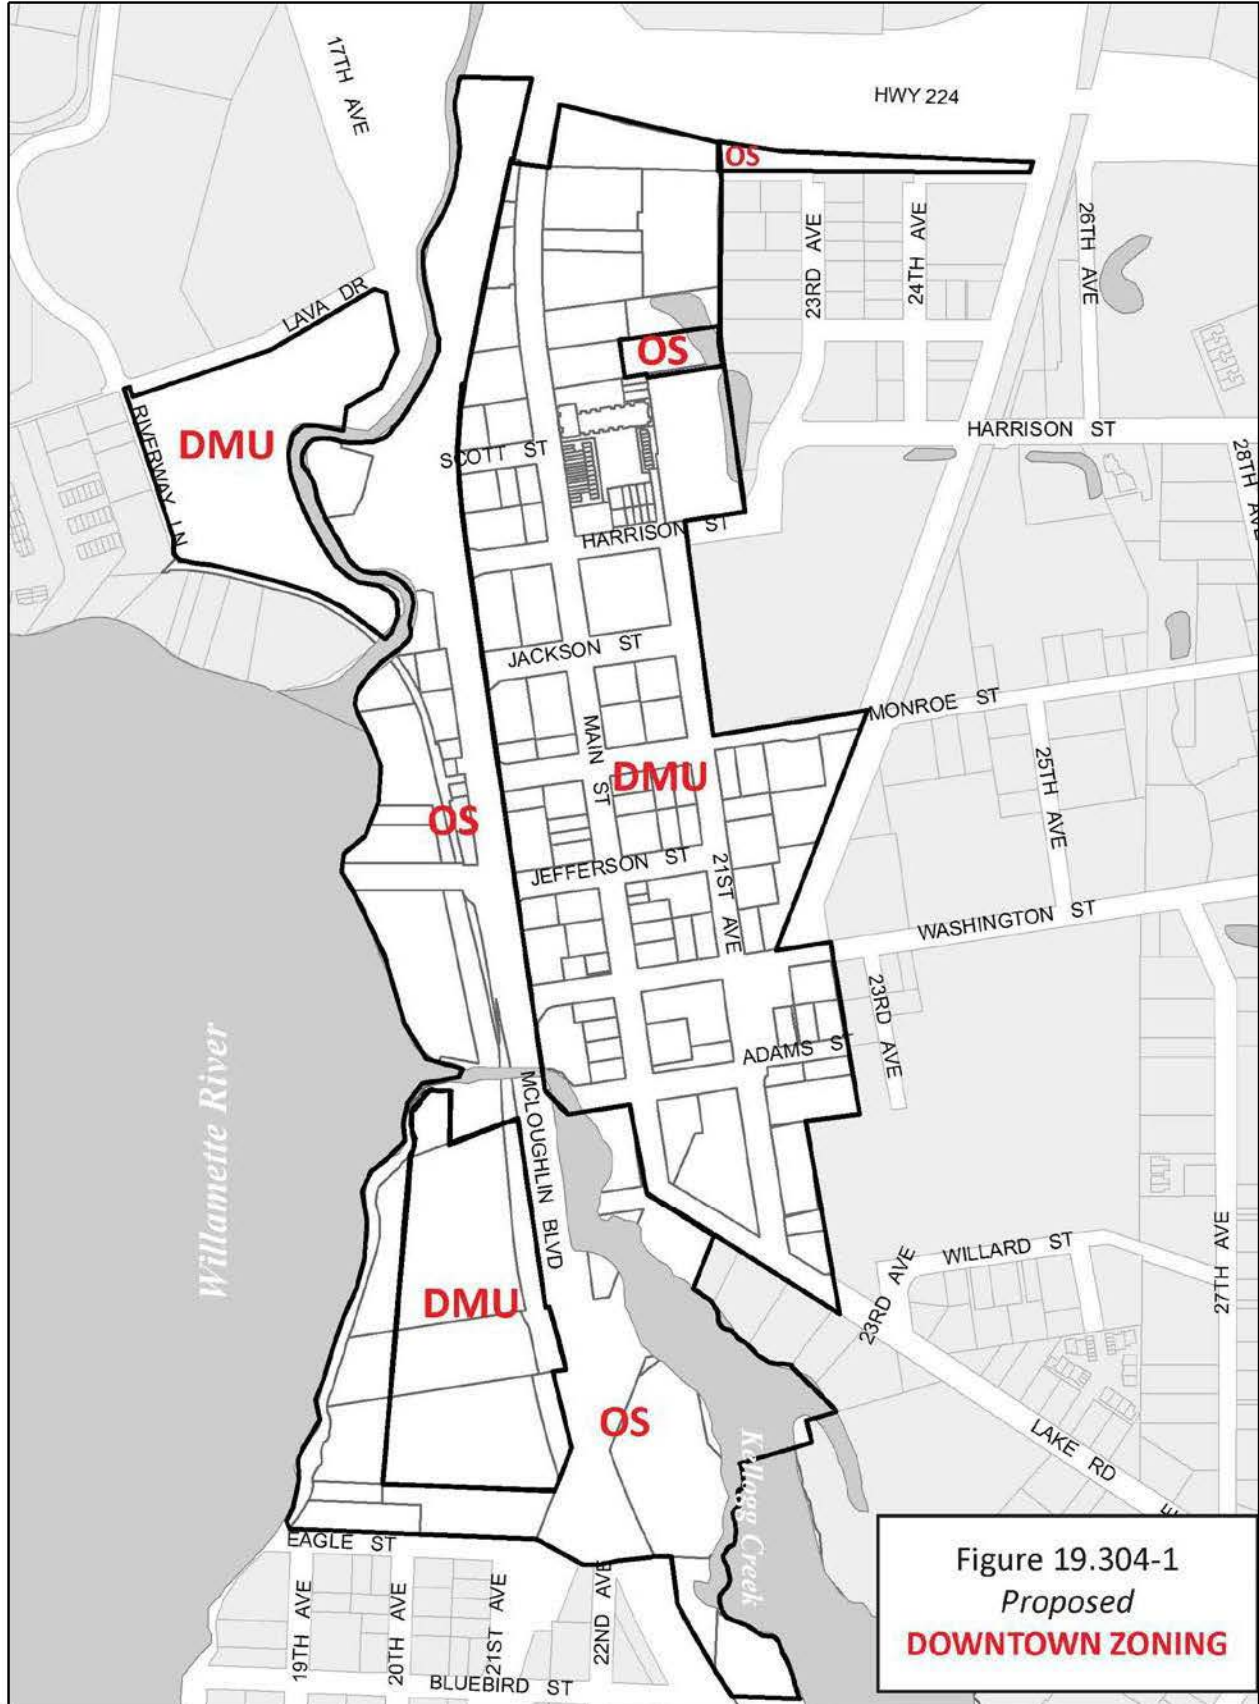 17TH AVE
HWY 224
OS
23RD AVE
24TH AVE
26TH AVE
LAVA DR
OS
RIVERWAY LN
DMU
SCOTT ST
HARRISON ST
28TH AVE
HARRISON ST
JACKSON ST
MONROE ST
MAIN ST
DMU
25TH AVE
OS
JEFFERSON ST
21ST AVE
WASHINGTON ST
23RD AVE
ADAMS ST
Willamette River
MCLOUGHLIN BLVD
WILLARD ST
23RD AVE
27TH AVE
DMU
OS
LAKE RD
Kellogg Creek
EAGLE ST
19TH AVE
20TH AVE
21ST AVE
22ND AVE
BLUEBIRD ST
Figure 19.304-1
Proposed
DOWNTOWN ZONING